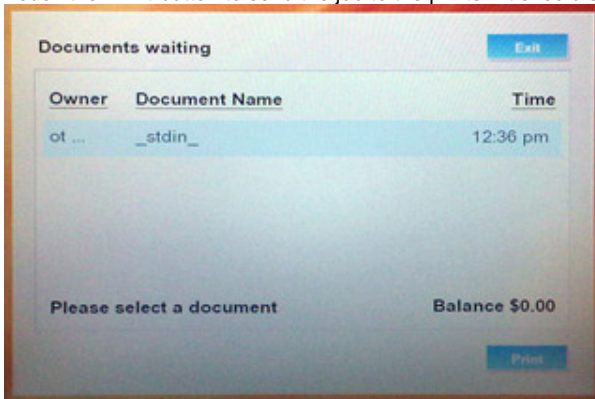 Documents waiting Exit
Owner Document Name Time
ot ... _stdin_ 12:36 pm
Please select a document Balance $0.00
Print